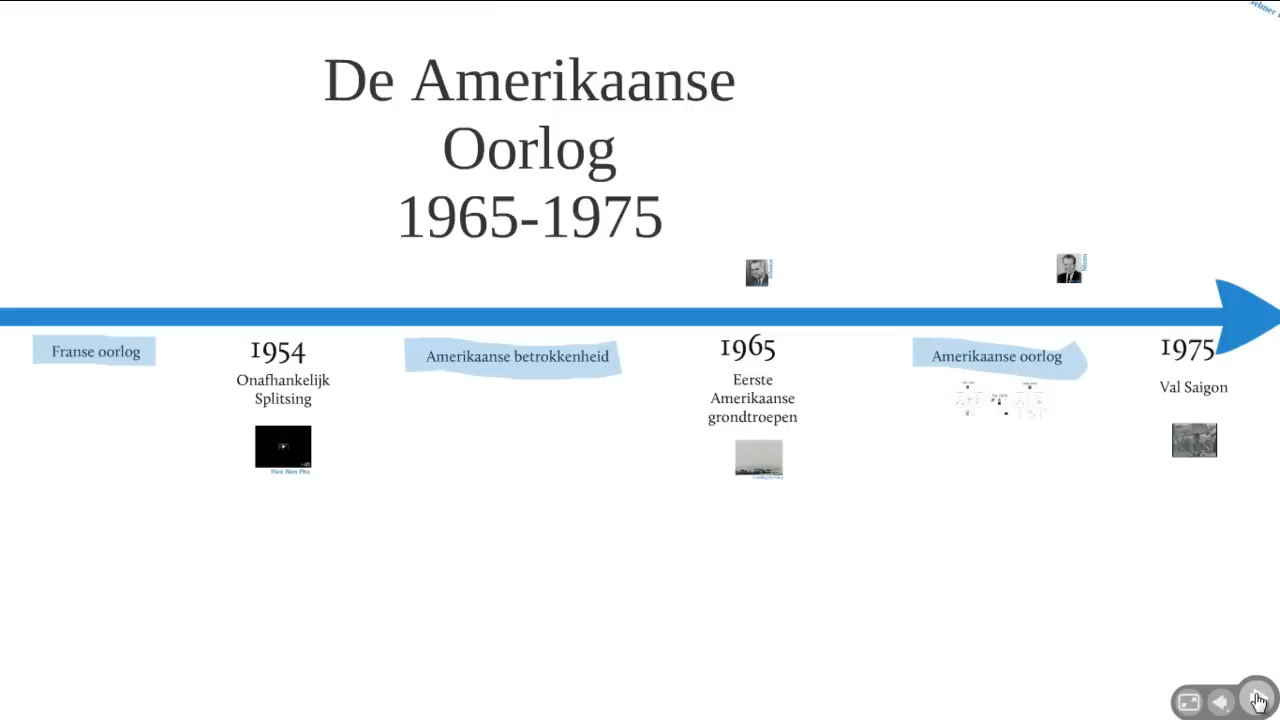 De Amerikaanse
Oorlog
1965-1975
Nixon
Franse oorlog
1954
Onafhankelijk
Splitsing
Amerikaanse betrokkenheid
1965
Eerste
Amerikaanse
grondtroepen
Amerikaanse oorlog
1975
Val Saigon